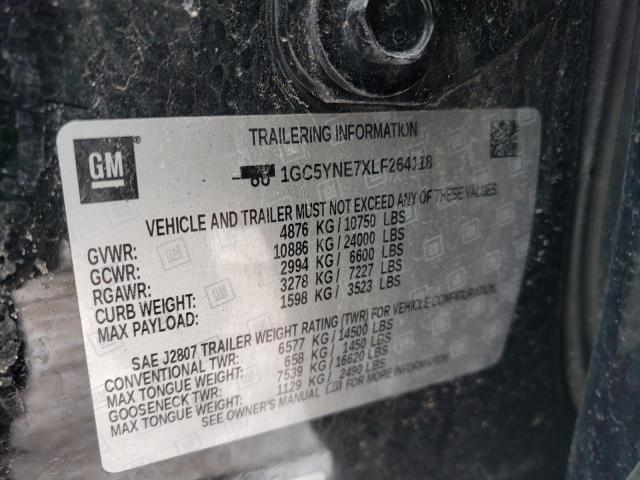 GM
TRAILERING INFORMATION
1GC5YNE7XLF264118
VEHICLE AND TRAILER MUST NOT EXCEED ANY OF THESE VALUES
GVWR: 4876 KG / 10750 LBS
GCWR: 10886 KG / 24000 LBS
RGAWR: 2994 KG / 6600 LBS
CURB WEIGHT: 3278 KG / 7227 LBS
MAX PAYLOAD: 1598 KG / 3523 LBS
SAE J2807 TRAILER WEIGHT RATING (TWR) FOR VEHICLE CONFIGURATION.
CONVENTIONAL TWR: 6577 KG / 14500 LBS
MAX TONGUE WEIGHT: 658 KG / 1450 LBS
GOOSENECK TWR: 7539 KG / 16620 LBS
MAX TONGUE WEIGHT: 1129 KG / 2490 LBS
SEE OWNER'S MANUAL FOR MORE INFORMATION